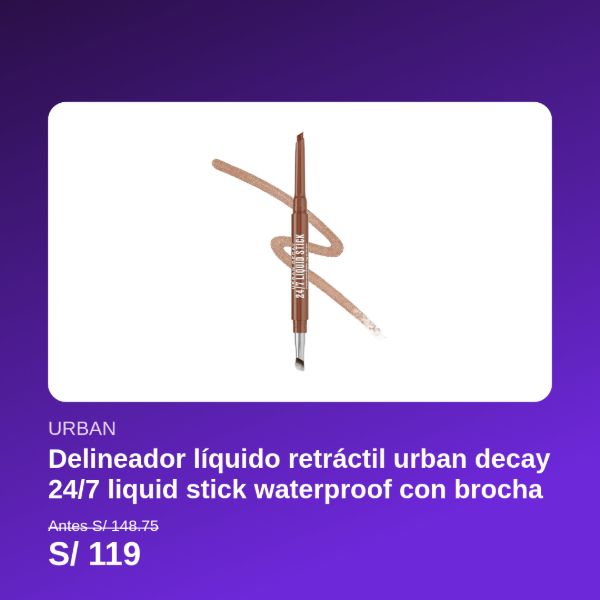 24/7 LIQUID STICK
URBAN
Delineador líquido retráctil urban decay
24/7 liquid stick waterproof con brocha
Antes S/ 148.75
S/ 119